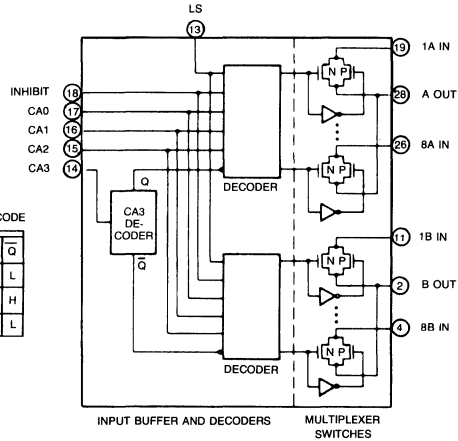 LS
13
19 1A IN
N P
INHIBIT 18
28 A OUT
CA0 17
CA1 16
26 8A IN
CA2 15
N P
CA3 14
Q
DECODER
CA3
DE-
CODER
CODE
11 1B IN
Q
Q
N P
L
2 B OUT
H
4 8B IN
L
N P
DECODER
INPUT BUFFER AND DECODERS
MULTIPLEXER
SWITCHES